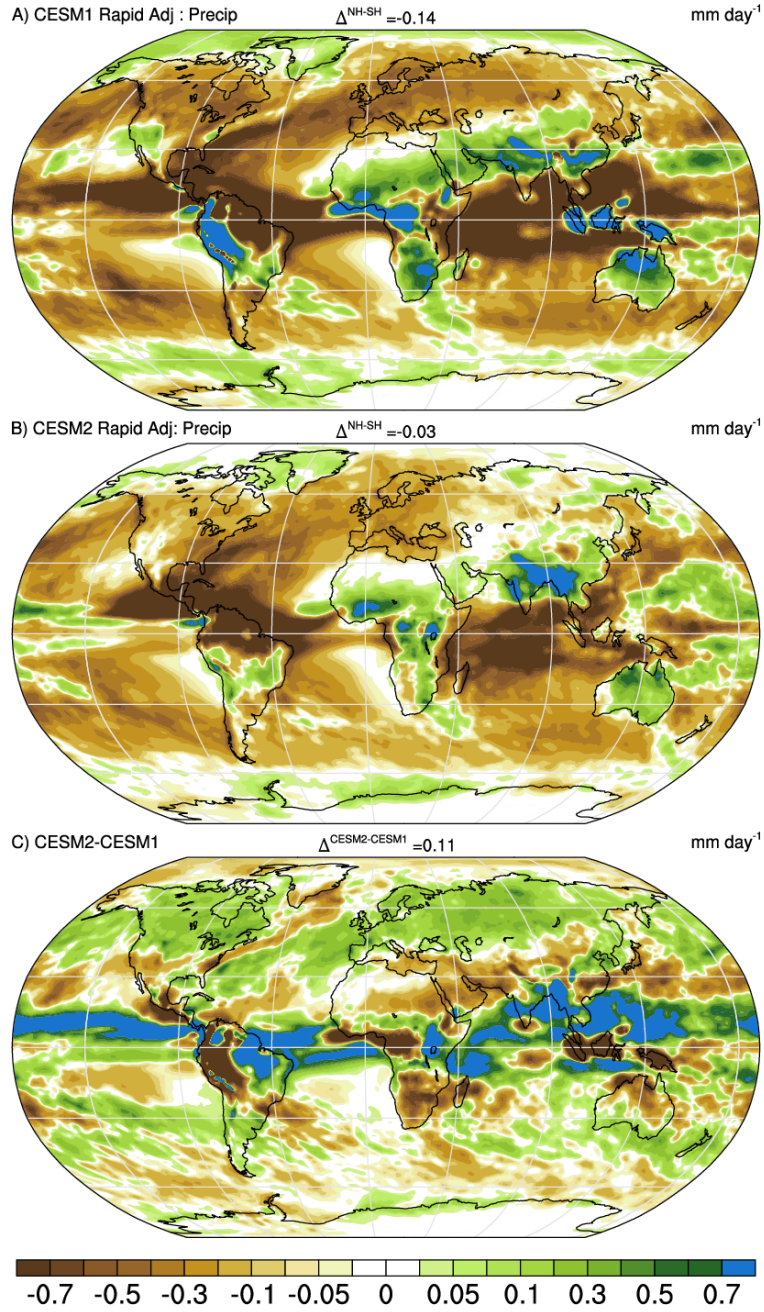 A) CESM1 Rapid Adj : Precip Δ^NH-SH =-0.14 mm day^-1
B) CESM2 Rapid Adj: Precip Δ^NH-SH =-0.03 mm day^-1
C) CESM2-CESM1 Δ^CESM2-CESM1 =0.11 mm day^-1
-0.7 -0.5 -0.3 -0.1 -0.05 0 0.05 0.1 0.3 0.5 0.7